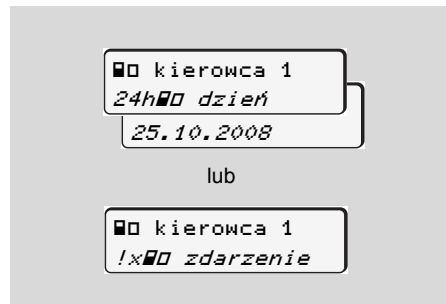 kierowca 1
24h dzień
25.10.2008
lub
kierowca 1
!x zdarzenie